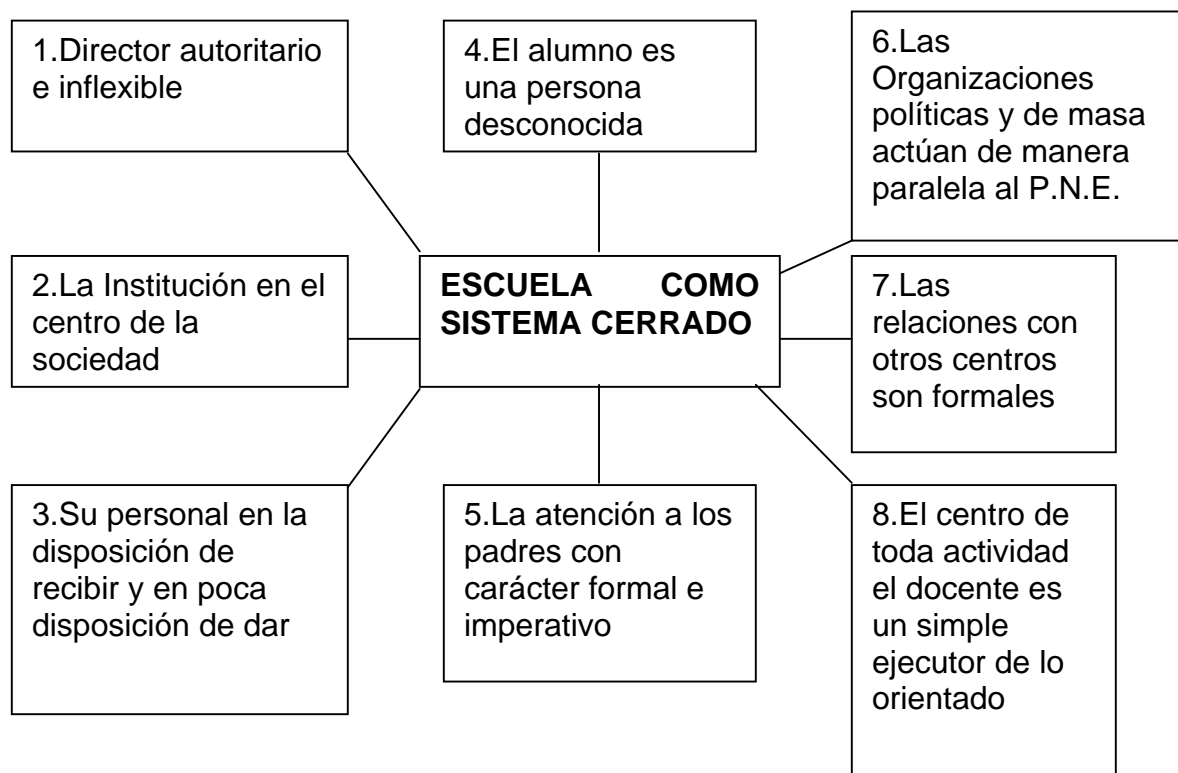 1.Director autoritario
e inflexible
4.El alumno es
una persona
desconocida
6.Las
Organizaciones
políticas y de masa
actúan de manera
paralela al P.N.E.
2.La Institución en el
centro de la
sociedad
ESCUELA COMO
SISTEMA CERRADO
7.Las
relaciones con
otros centros
son formales
3.Su personal en la
disposición de
recibir y en poca
disposición de dar
5.La atención a los
padres con
carácter formal e
imperativo
8.El centro de
toda actividad
el docente es
un simple
ejecutor de lo
orientado